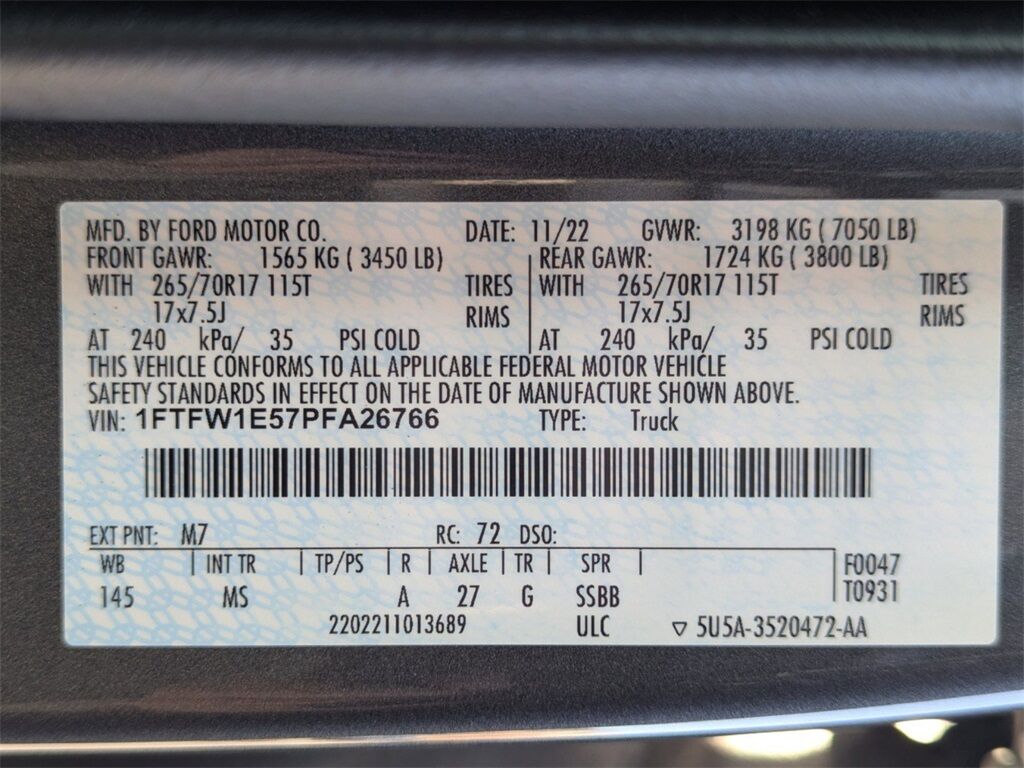 MFD. BY FORD MOTOR CO. DATE: 11/22 GVWR: 3198 KG ( 7050 LB)
FRONT GAWR: 1565 KG ( 3450 LB) REAR GAWR: 1724 KG ( 3800 LB)
WITH 265/70R17 115T TIRES WITH 265/70R17 115T TIRES
17x7.5J RIMS 17x7.5J RIMS
AT 240 kPa/ 35 PSI COLD AT 240 kPa/ 35 PSI COLD
THIS VEHICLE CONFORMS TO ALL APPLICABLE FEDERAL MOTOR VEHICLE
SAFETY STANDARDS IN EFFECT ON THE DATE OF MANUFACTURE SHOWN ABOVE.
VIN: 1FTFW1E57PFA26766 TYPE: Truck
EXT PNT: M7 RC: 72 DSO:
WB INT TR TP/PS R AXLE TR SPR F0047
145 MS A 27 G SSBB T0931
2202211013689 ULC ▽ 5U5A-3520472-AA